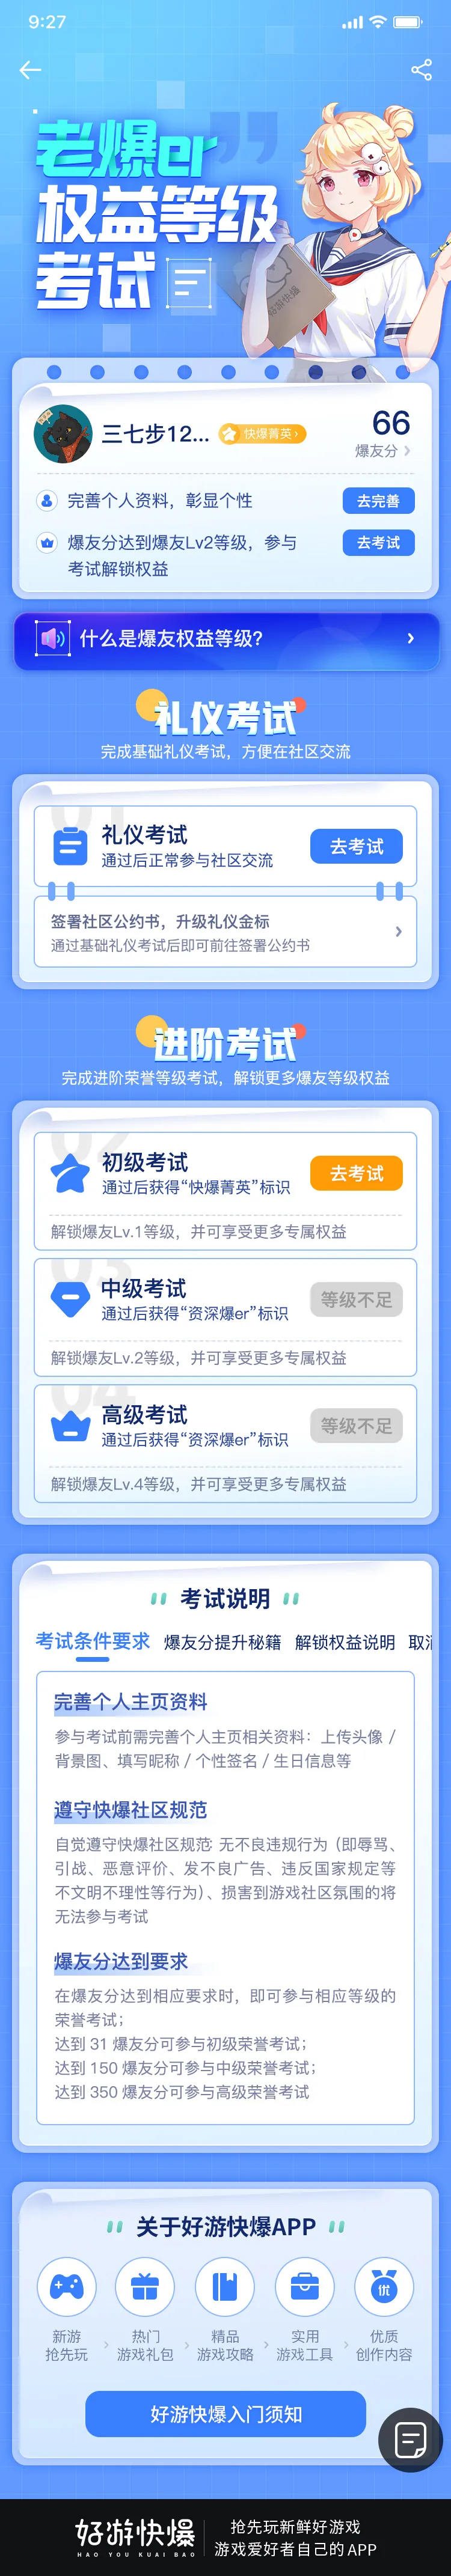 9:27
老爆er
权益等级
考试
好游快爆
三七步12...
快爆菁英
66
爆友分
完善个人资料，彰显个性
去完善
爆友分达到爆友Lv2等级，参与
考试解锁权益
去考试
什么是爆友权益等级?
礼仪考试
完成基础礼仪考试，方便在社区交流
01
礼仪考试
通过后正常参与社区交流
去考试
签署社区公约书，升级礼仪金标
通过基础礼仪考试后即可前往签署公约书
进阶考试
完成进阶荣誉等级考试，解锁更多爆友等级权益
02
初级考试
通过后获得“快爆菁英”标识
去考试
解锁爆友Lv.1等级，并可享受更多专属权益
03
中级考试
通过后获得“资深爆er”标识
等级不足
解锁爆友Lv.2等级，并可享受更多专属权益
04
高级考试
通过后获得“资深爆er”标识
等级不足
解锁爆友Lv.4等级，并可享受更多专属权益
考试说明
考试条件要求 爆友分提升秘籍 解锁权益说明 取消
完善个人主页资料
参与考试前需完善个人主页相关资料：上传头像 /
背景图、填写昵称 / 个性签名 / 生日信息等
遵守快爆社区规范
自觉遵守快爆社区规范: 无不良违规行为（即辱骂、
引战、恶意评价、发不良广告、违反国家规定等
不文明不理性等行为）、损害到游戏社区氛围的将
无法参与考试
爆友分达到要求
在爆友分达到相应要求时，即可参与相应等级的
荣誉考试；
达到 31 爆友分可参与初级荣誉考试；
达到 150 爆友分可参与中级荣誉考试；
达到 350 爆友分可参与高级荣誉考试
关于好游快爆APP
优
新游 热门 精品 实用 优质
抢先玩 游戏礼包 游戏攻略 游戏工具 创作内容
好游快爆入门须知
好游快爆
HAO YOU KUAI BAO
抢先玩新鲜好游戏
游戏爱好者自己的APP